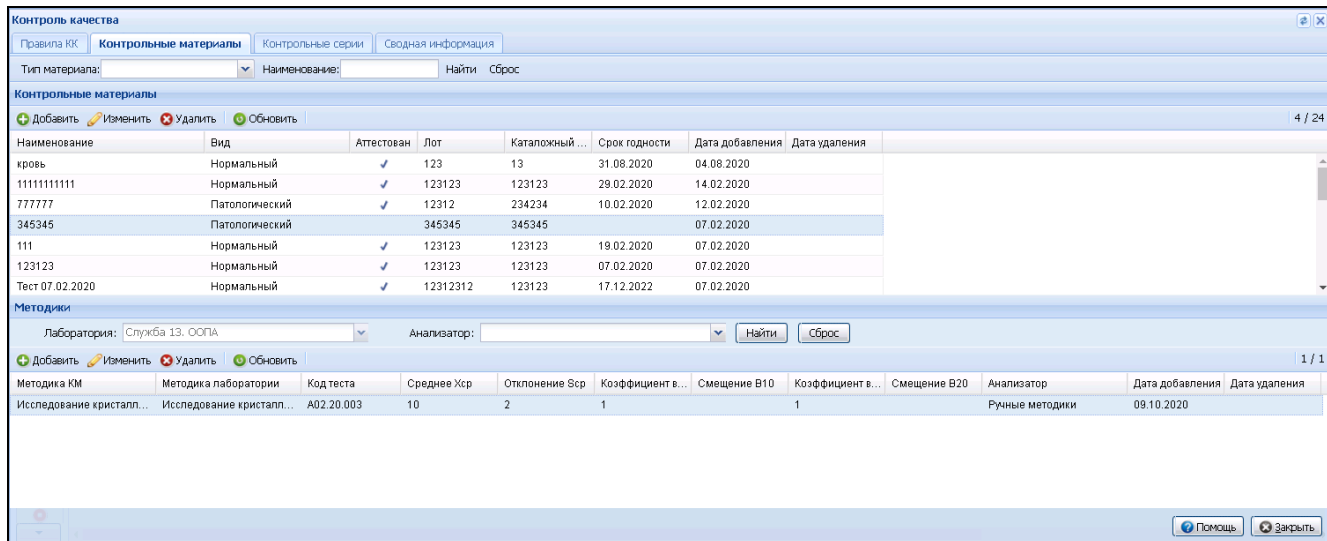 Контроль качества
Правила КК Контрольные материалы Контрольные серии Сводная информация
Тип материала: Наименование: Найти Сброс
Контрольные материалы
Добавить Изменить Удалить Обновить 4 / 24
Наименование Вид Аттестован Лот Каталожный ... Срок годности Дата добавления Дата удаления
кровь Нормальный 123 13 31.08.2020 04.08.2020
11111111111 Нормальный 123123 123123 29.02.2020 14.02.2020
777777 Патологический 12312 234234 10.02.2020 12.02.2020
345345 Патологический 345345 345345 07.02.2020
111 Нормальный 123123 123123 19.02.2020 07.02.2020
123123 Нормальный 123123 123123 07.02.2020 07.02.2020
Тест 07.02.2020 Нормальный 12312312 123123 17.12.2022 07.02.2020
Методики
Лаборатория: Служба 13. ООПА Анализатор: Найти Сброс
Добавить Изменить Удалить Обновить 1 / 1
Методика КМ Методика лаборатории Код теста Среднее Xср Отклонение Sср Коэффициент в... Смещение B10 Коэффициент в... Смещение B20 Анализатор Дата добавления Дата удаления
Исследование кристалл... Исследование кристалл... A02.20.003 10 2 1 1 Ручные методики 09.10.2020
Помощь Закрыть